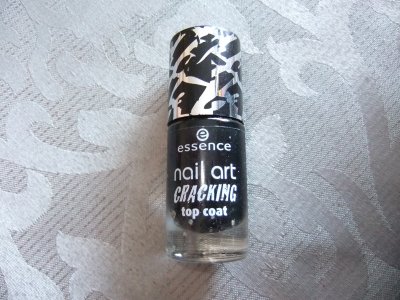 essence
nail art
CRACKING
top coat